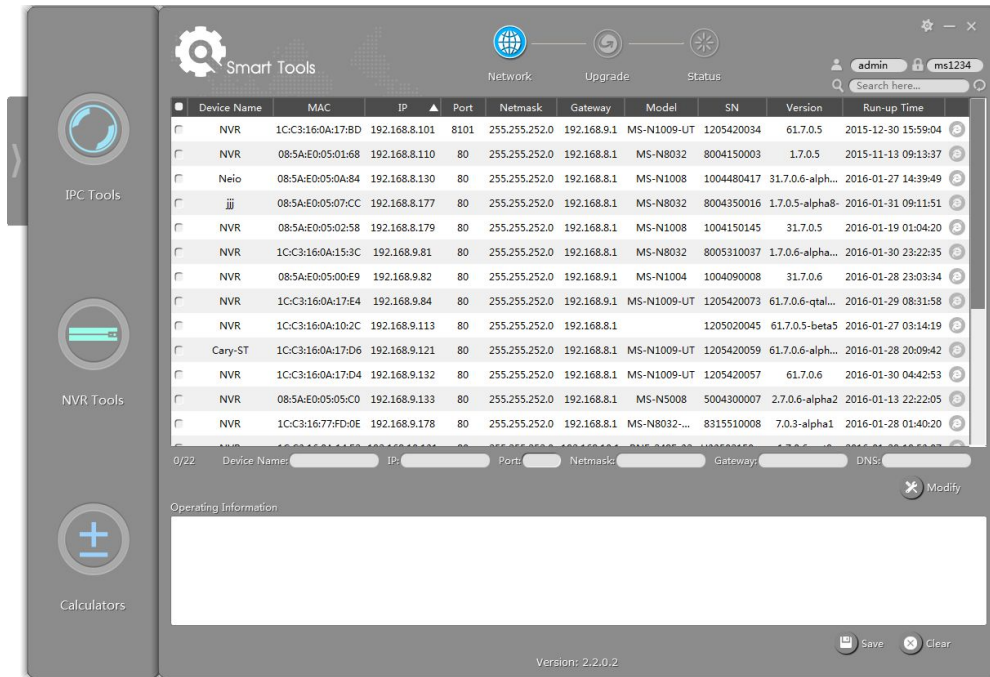 Smart Tools
Network Upgrade Status
admin ms1234
Search here...
IPC Tools
NVR Tools
Calculators
Device Name MAC IP Port Netmask Gateway Model SN Version Run-up Time
NVR 1C:C3:16:0A:17:BD 192.168.8.101 8101 255.255.252.0 192.168.9.1 MS-N1009-UT 1205420034 61.7.0.5 2015-12-30 15:59:04
NVR 08:5A:E0:05:01:68 192.168.8.110 80 255.255.252.0 192.168.8.1 MS-N8032 8004150003 1.7.0.5 2015-11-13 09:13:37
Neio 08:5A:E0:05:0A:84 192.168.8.130 80 255.255.252.0 192.168.8.1 MS-N1008 1004480417 31.7.0.6-alph... 2016-01-27 14:39:49
jjj 08:5A:E0:05:07:CC 192.168.8.177 80 255.255.252.0 192.168.8.1 MS-N8032 8004350016 1.7.0.5-alpha8- 2016-01-31 09:11:51
NVR 08:5A:E0:05:02:58 192.168.8.179 80 255.255.252.0 192.168.8.1 MS-N1008 1004150145 31.7.0.5 2016-01-19 01:04:20
NVR 1C:C3:16:0A:15:3C 192.168.9.81 80 255.255.252.0 192.168.8.1 MS-N8032 8005310037 1.7.0.6-alpha... 2016-01-30 23:22:35
NVR 08:5A:E0:05:00:E9 192.168.9.82 80 255.255.252.0 192.168.9.1 MS-N1004 1004090008 31.7.0.6 2016-01-28 23:03:34
NVR 1C:C3:16:0A:17:E4 192.168.9.84 80 255.255.252.0 192.168.9.1 MS-N1009-UT 1205420073 61.7.0.6-qtal... 2016-01-29 08:31:58
NVR 1C:C3:16:0A:10:2C 192.168.9.113 80 255.255.252.0 192.168.8.1 1205020045 61.7.0.5-beta5 2016-01-27 03:14:19
Cary-ST 1C:C3:16:0A:17:D6 192.168.9.121 80 255.255.252.0 192.168.8.1 MS-N1009-UT 1205420059 61.7.0.6-alph... 2016-01-28 20:09:42
NVR 1C:C3:16:0A:17:D4 192.168.9.132 80 255.255.252.0 192.168.8.1 MS-N1009-UT 1205420057 61.7.0.6 2016-01-30 04:42:53
NVR 08:5A:E0:05:05:C0 192.168.9.133 80 255.255.252.0 192.168.8.1 MS-N5008 5004300007 2.7.0.6-alpha2 2016-01-13 22:22:05
NVR 1C:C3:16:77:FD:0E 192.168.9.178 80 255.255.252.0 192.168.8.1 MS-N8032-... 8315510008 7.0.3-alpha1 2016-01-28 01:40:20
0/22 Device Name: IP: Port: Netmask: Gateway: DNS:
Modify
Operating Information
Save Clear
Version: 2.2.0.2